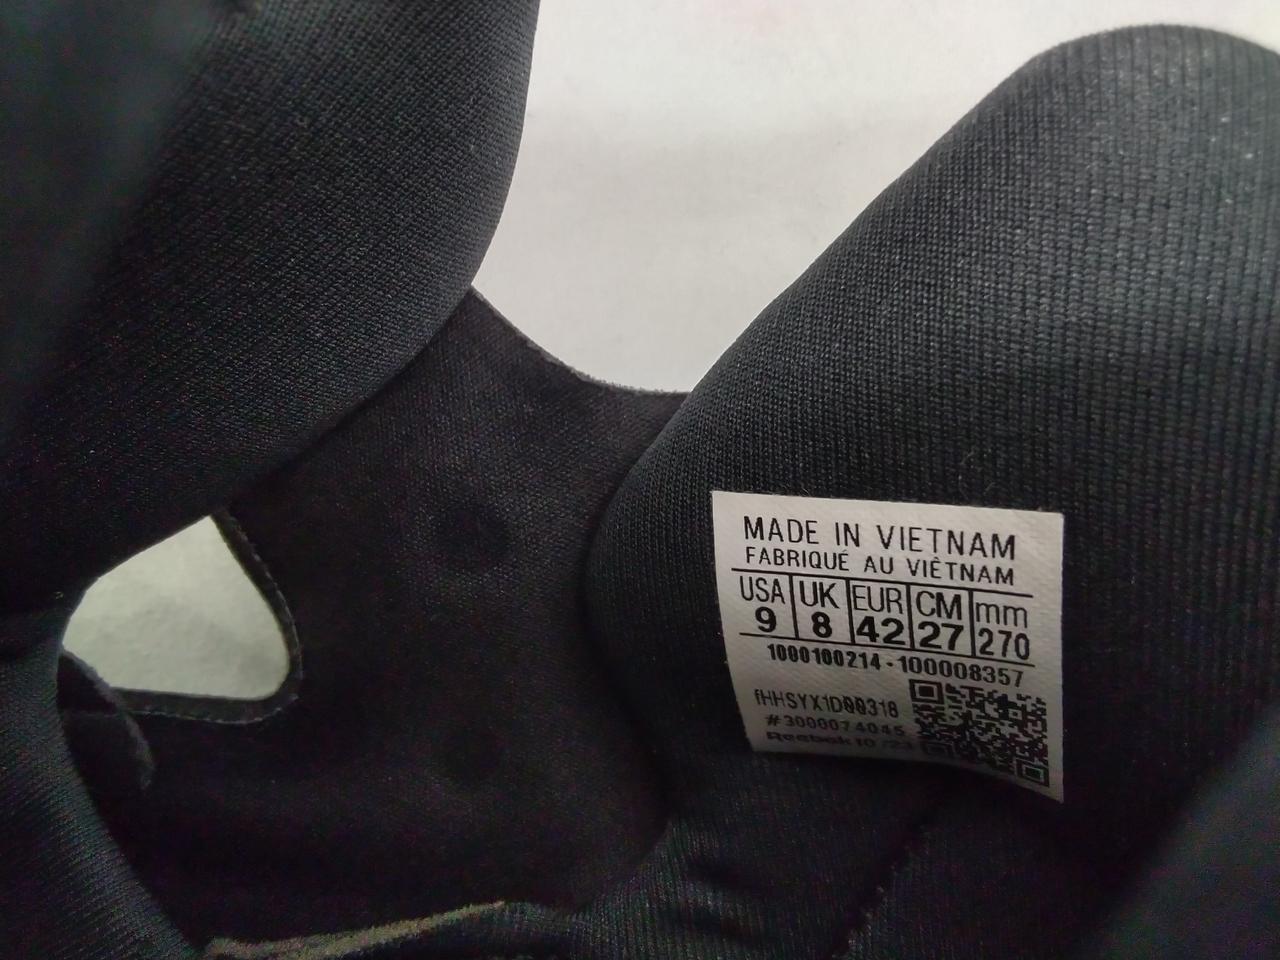 MADE IN VIETNAM
FABRIQUÉ AU VIÊTNAM
USA UK EUR CM mm
9 8 42 27 270
1000100214 - 100008357
fHHSYX1D00318
#3000074045
Reebok 10/23